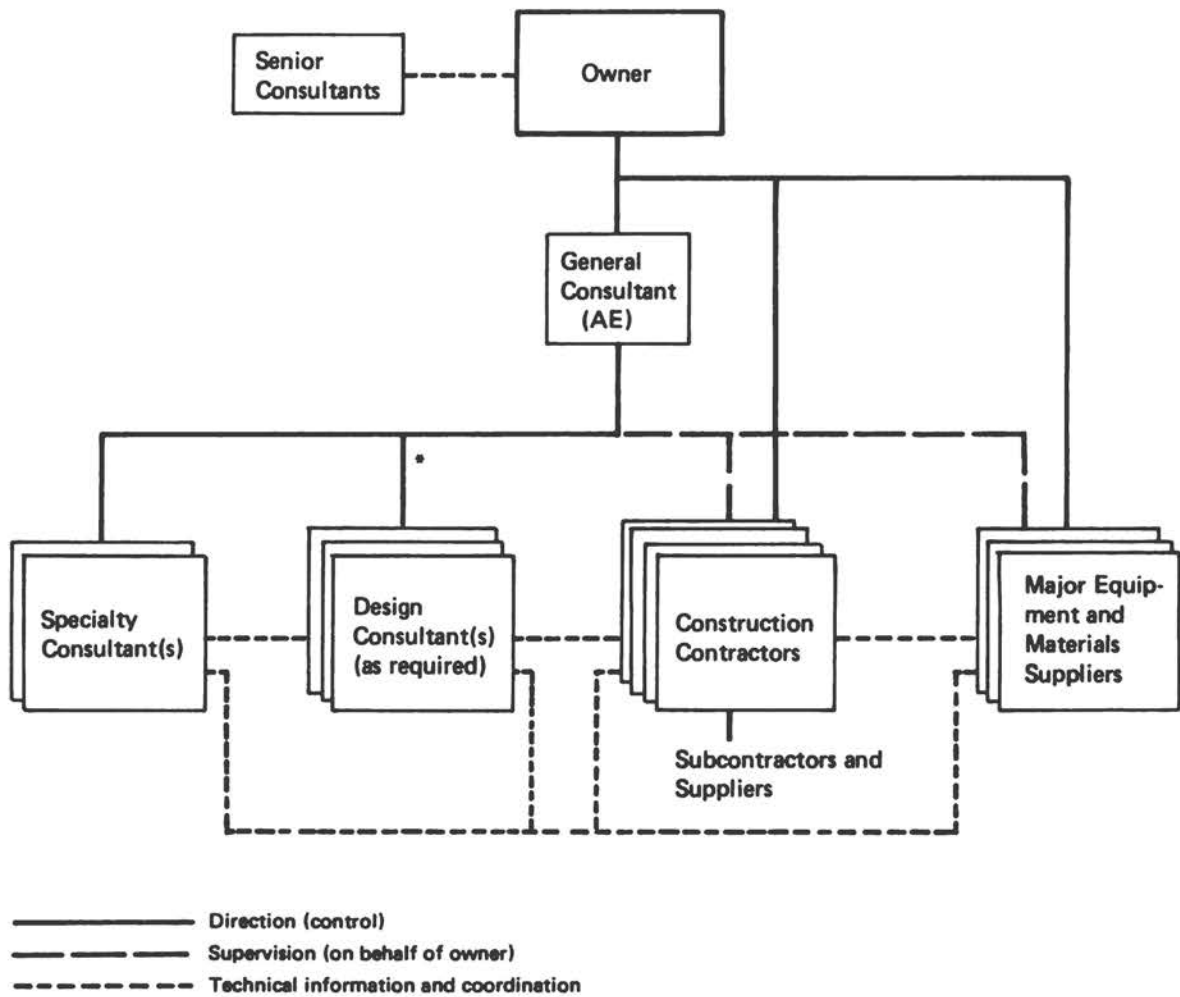 Senior
Consultants
Owner
General
Consultant
(AE)
*
Specialty
Consultant(s)
Design
Consultant(s)
(as required)
Construction
Contractors
Major Equip-
ment and
Materials
Suppliers
Subcontractors and
Suppliers
Direction (control)
Supervision (on behalf of owner)
Technical information and coordination